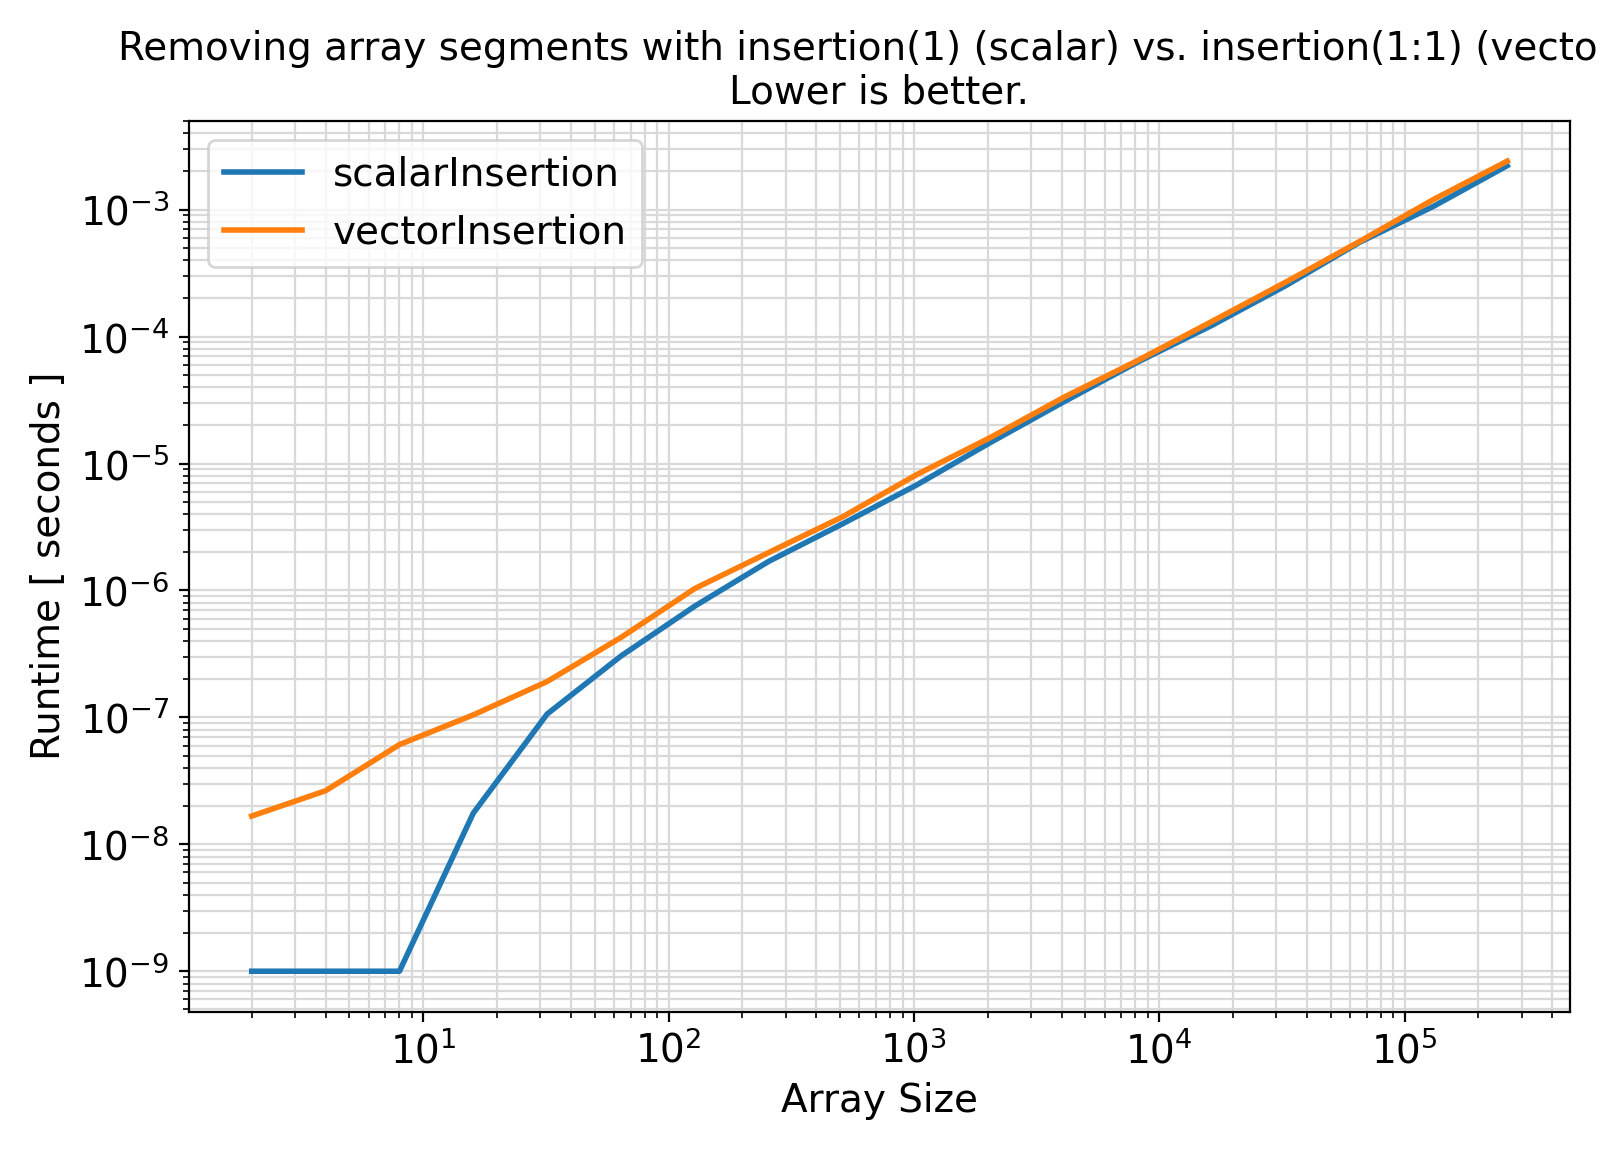 Removing array segments with insertion(1) (scalar) vs. insertion(1:1) (vecto
Lower is better.
scalarInsertion
vectorInsertion
10⁻³
10⁻⁴
10⁻⁵
10⁻⁶
10⁻⁷
10⁻⁸
10⁻⁹
Runtime [ seconds ]
10¹ 10² 10³ 10⁴ 10⁵
Array Size